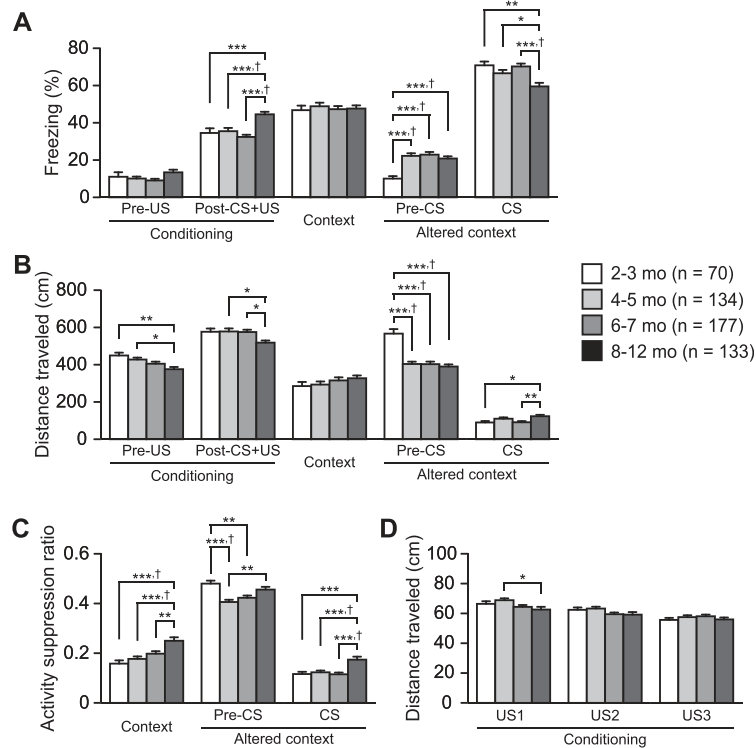 A
Freezing (%)
80
60
40
20
0
**
*
***,†
***
***,†
***,†
***,†
***,†
***,†
Pre-US
Post-CS+US
Context
Pre-CS
CS
Conditioning
Altered context
B
Distance traveled (cm)
800
600
400
200
0
**
*
*
*
***,†
***,†
***,†
*
**
Pre-US
Post-CS+US
Context
Pre-CS
CS
Conditioning
Altered context
2-3 mo (n = 70)
4-5 mo (n = 134)
6-7 mo (n = 177)
8-12 mo (n = 133)
C
Activity suppression ratio
0.6
0.4
0.2
0
***,†
***,†
**
**
***,†
**
***
***,†
***,†
Context
Pre-CS
CS
Altered context
D
Distance traveled (cm)
100
80
60
40
20
0
*
US1
US2
US3
Conditioning